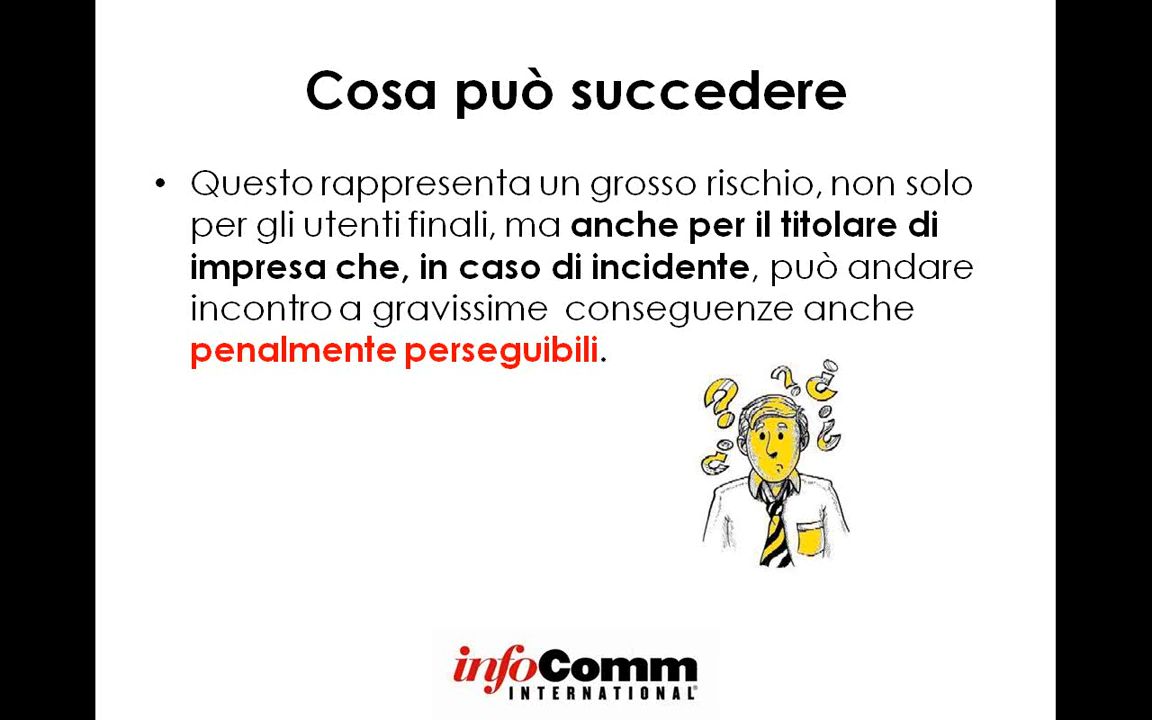 Cosa può succedere
• Questo rappresenta un grosso rischio, non solo
per gli utenti finali, ma anche per il titolare di
impresa che, in caso di incidente, può andare
incontro a gravissime  conseguenze anche
penalmente perseguibili.
infoComm
INTERNATIONAL®